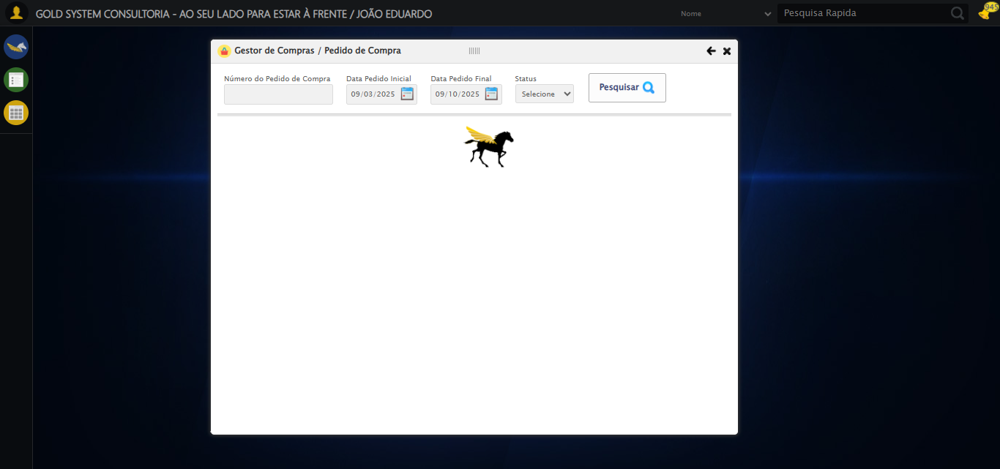 GOLD SYSTEM CONSULTORIA - AO SEU LADO PARA ESTAR À FRENTE / JOÃO EDUARDO
Nome
Pesquisa Rapida
945
Gestor de Compras / Pedido de Compra
Número do Pedido de Compra
Data Pedido Inicial
Data Pedido Final
Status
09/03/2025
09/10/2025
Selecione
Pesquisar